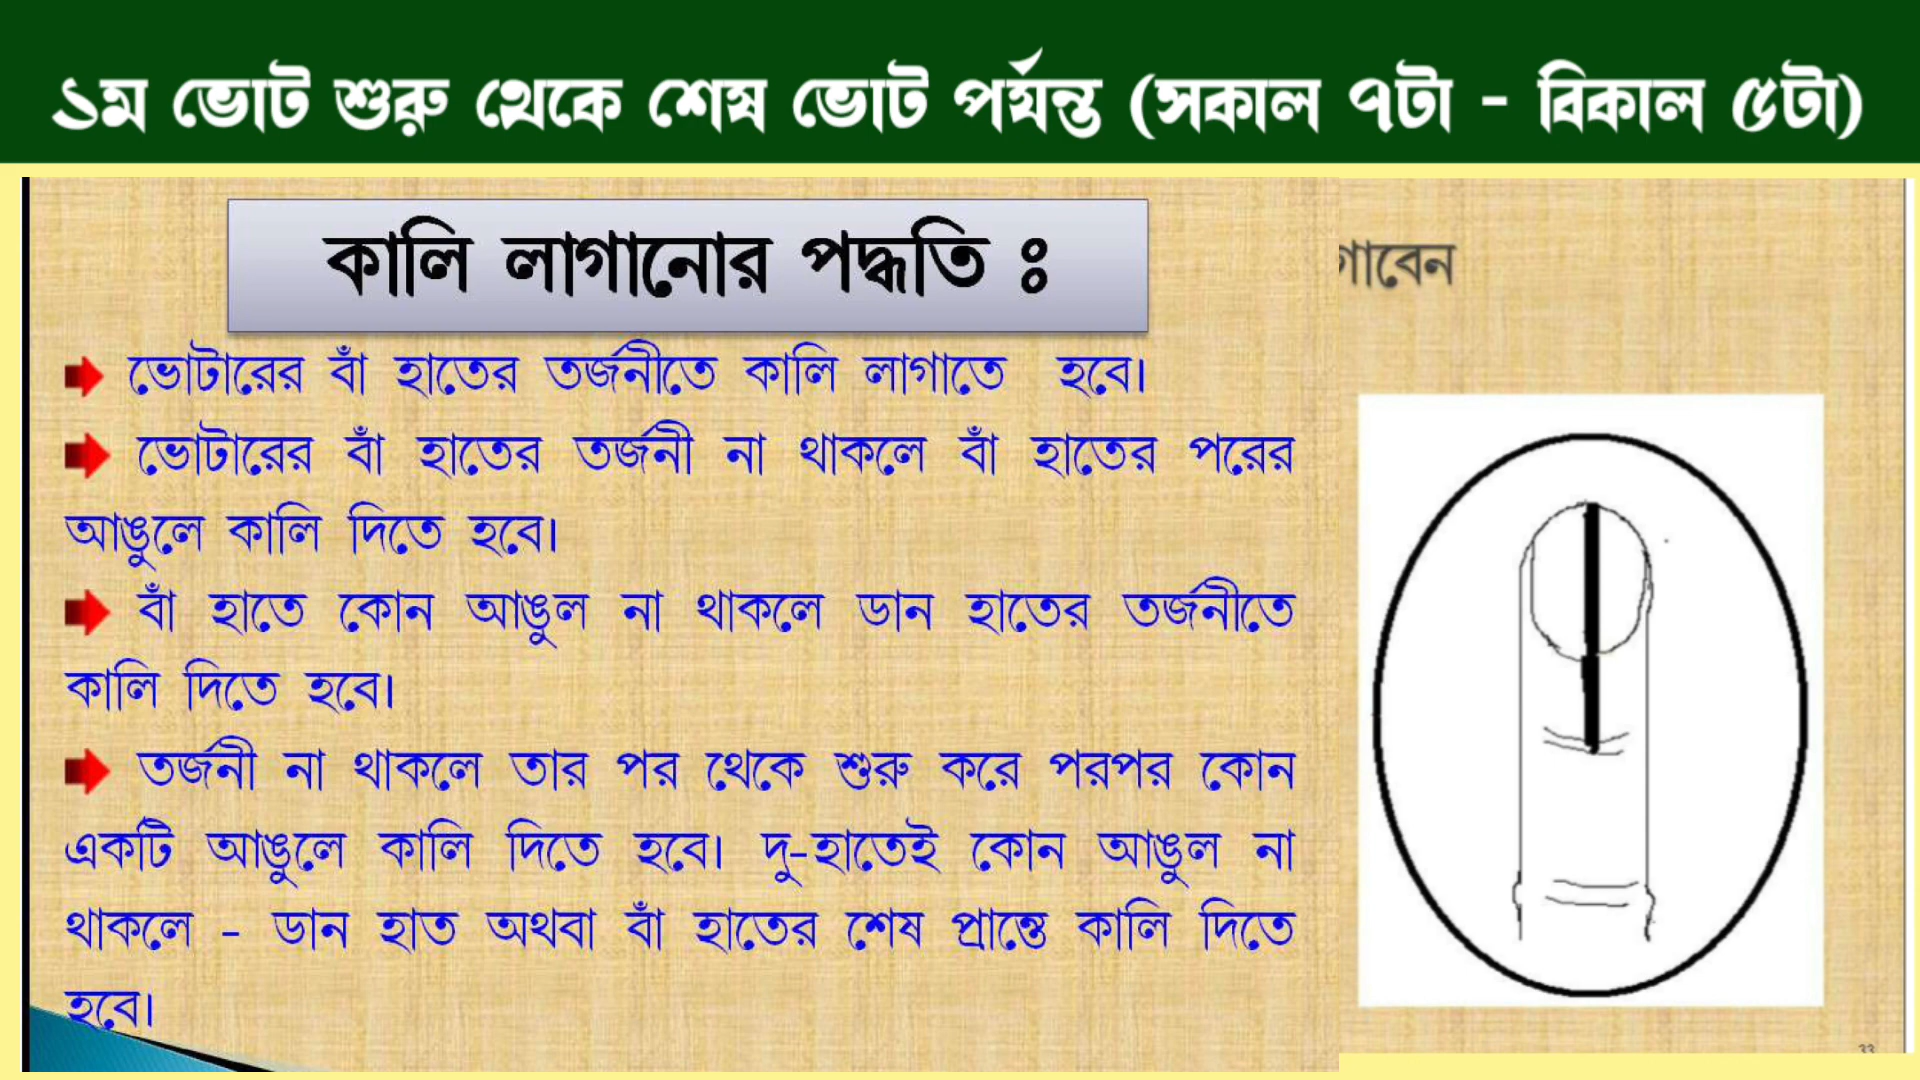 ১ম ভোট শুরু থেকে শেষ ভোট পর্যন্ত (সকাল ৭টা - বিকাল ৫টা)
কালি লাগানোর পদ্ধতি ঃ
ভোটারের বাঁ হাতের তর্জনীতে কালি লাগাতে হবে।
ভোটারের বাঁ হাতের তর্জনী না থাকলে বাঁ হাতের পরের
আঙুলে কালি দিতে হবে।
বাঁ হাতে কোন আঙুল না থাকলে ডান হাতের তর্জনীতে
কালি দিতে হবে।
তর্জনী না থাকলে তার পর থেকে শুরু করে পরপর কোন
একটি আঙুলে কালি দিতে হবে। দু-হাতেই কোন আঙুল না
থাকলে - ডান হাত অথবা বাঁ হাতের শেষ প্রান্তে কালি দিতে
হবে।
গাবেন
33